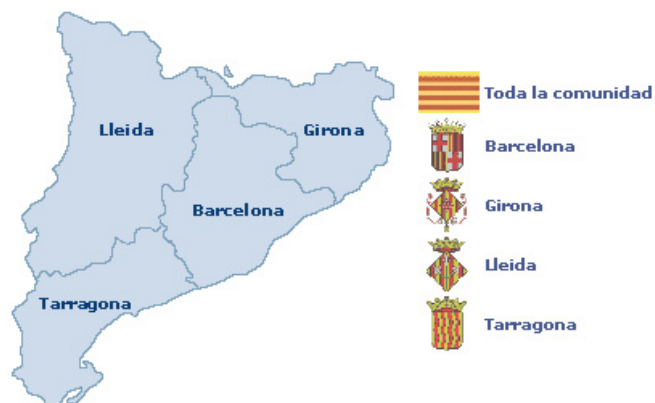 Lleida
Girona
Barcelona
Tarragona
Toda la comunidad
Barcelona
Girona
Lleida
Tarragona